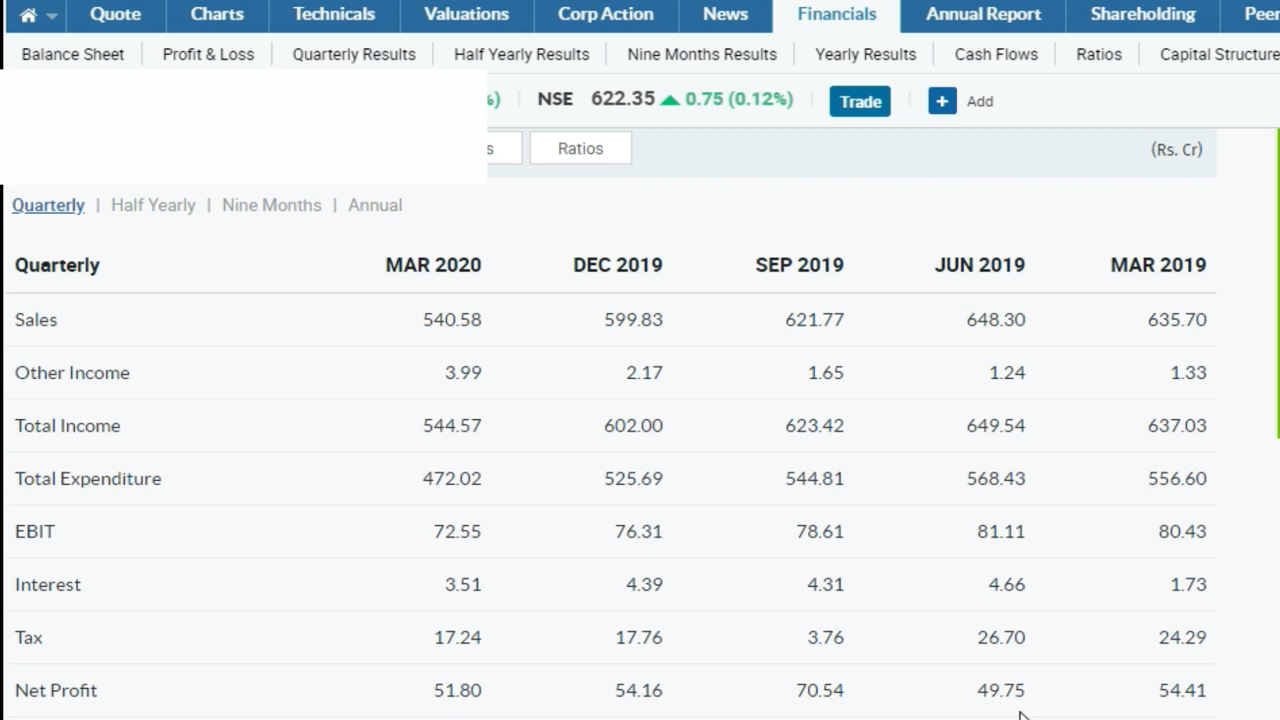 Quote Charts Technicals Valuations Corp Action News Financials Annual Report Shareholding Peer
Balance Sheet | Profit & Loss | Quarterly Results | Half Yearly Results | Nine Months Results | Yearly Results | Cash Flows | Ratios | Capital Structure
%) | NSE 622.35 ▲ 0.75 (0.12%) | Trade | + Add
s Ratios (Rs. Cr)
Quarterly | Half Yearly | Nine Months | Annual
Quarterly MAR 2020 DEC 2019 SEP 2019 JUN 2019 MAR 2019
Sales 540.58 599.83 621.77 648.30 635.70
Other Income 3.99 2.17 1.65 1.24 1.33
Total Income 544.57 602.00 623.42 649.54 637.03
Total Expenditure 472.02 525.69 544.81 568.43 556.60
EBIT 72.55 76.31 78.61 81.11 80.43
Interest 3.51 4.39 4.31 4.66 1.73
Tax 17.24 17.76 3.76 26.70 24.29
Net Profit 51.80 54.16 70.54 49.75 54.41